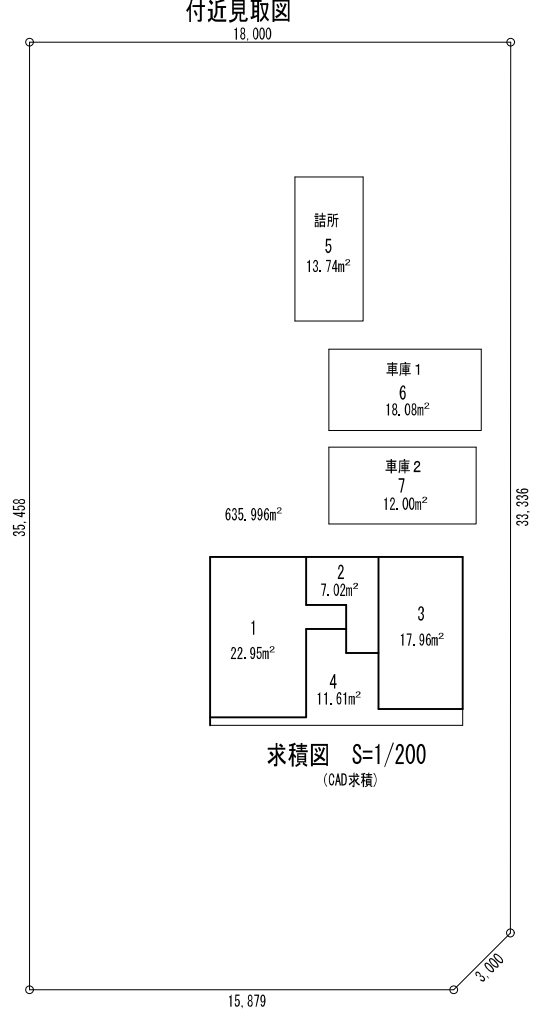 付近見取図
18,000
詰所
5
13.74m²
車庫1
6
18.08m²
車庫2
7
12.00m²
35,458
33,336
635.996m²
2
7.02m²
1
22.95m²
3
17.96m²
4
11.61m²
求積図 S=1/200
(CAD求積)
3,000
15,879